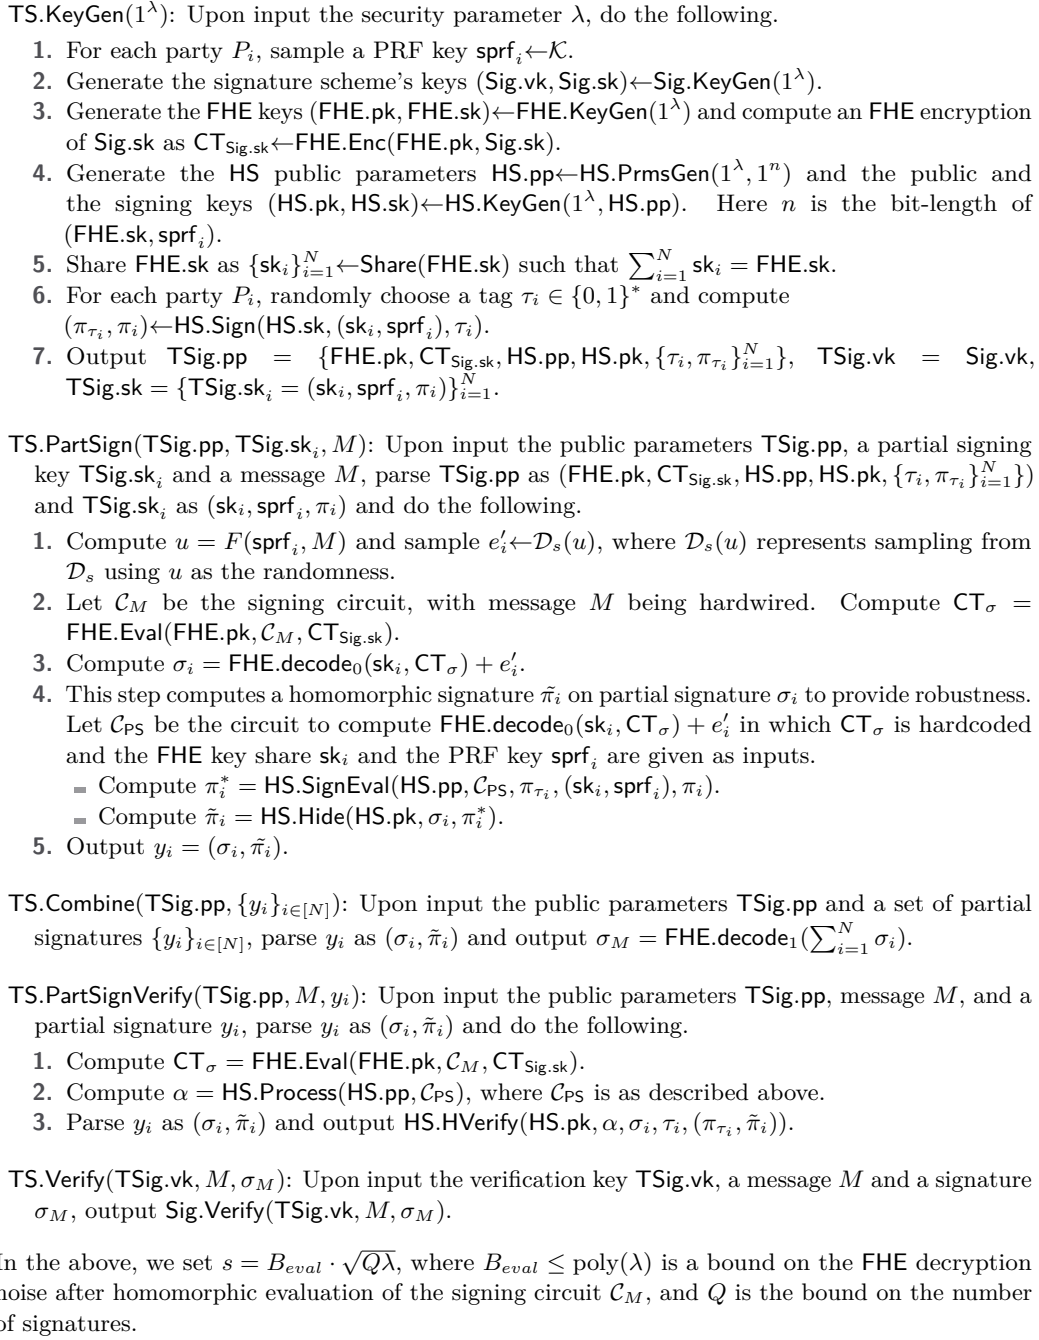 TS.KeyGen(1^λ): Upon input the security parameter λ, do the following.
1. For each party P_i, sample a PRF key sprf_i←𝒦.
2. Generate the signature scheme's keys (Sig.vk, Sig.sk)←Sig.KeyGen(1^λ).
3. Generate the FHE keys (FHE.pk, FHE.sk)←FHE.KeyGen(1^λ) and compute an FHE encryption
of Sig.sk as CT_Sig.sk←FHE.Enc(FHE.pk, Sig.sk).
4. Generate the HS public parameters HS.pp←HS.PrmsGen(1^λ, 1^n) and the public and
the signing keys (HS.pk, HS.sk)←HS.KeyGen(1^λ, HS.pp). Here n is the bit-length of
(FHE.sk, sprf_i).
5. Share FHE.sk as {sk_i}_{i=1}^N←Share(FHE.sk) such that ∑_{i=1}^N sk_i = FHE.sk.
6. For each party P_i, randomly choose a tag τ_i ∈ {0, 1}^* and compute
(π_{τ_i}, π_i)←HS.Sign(HS.sk, (sk_i, sprf_i), τ_i).
7. Output TSig.pp = {FHE.pk, CT_Sig.sk, HS.pp, HS.pk, {τ_i, π_{τ_i}}_{i=1}^N}, TSig.vk = Sig.vk,
TSig.sk = {TSig.sk_i = (sk_i, sprf_i, π_i)}_{i=1}^N.
TS.PartSign(TSig.pp, TSig.sk_i, M): Upon input the public parameters TSig.pp, a partial signing
key TSig.sk_i and a message M, parse TSig.pp as (FHE.pk, CT_Sig.sk, HS.pp, HS.pk, {τ_i, π_{τ_i}}_{i=1}^N})
and TSig.sk_i as (sk_i, sprf_i, π_i) and do the following.
1. Compute u = F(sprf_i, M) and sample e'_i←𝒟_s(u), where 𝒟_s(u) represents sampling from
𝒟_s using u as the randomness.
2. Let 𝒞_M be the signing circuit, with message M being hardwired. Compute CT_σ =
FHE.Eval(FHE.pk, 𝒞_M, CT_Sig.sk).
3. Compute σ_i = FHE.decode_0(sk_i, CT_σ) + e'_i.
4. This step computes a homomorphic signature π̃_i on partial signature σ_i to provide robustness.
Let 𝒞_PS be the circuit to compute FHE.decode_0(sk_i, CT_σ) + e'_i in which CT_σ is hardcoded
and the FHE key share sk_i and the PRF key sprf_i are given as inputs.
▬ Compute π_i^* = HS.SignEval(HS.pp, 𝒞_PS, π_{τ_i}, (sk_i, sprf_i), π_i).
▬ Compute π̃_i = HS.Hide(HS.pk, σ_i, π_i^*).
5. Output y_i = (σ_i, π̃_i).
TS.Combine(TSig.pp, {y_i}_{i∈[N]}): Upon input the public parameters TSig.pp and a set of partial
signatures {y_i}_{i∈[N]}, parse y_i as (σ_i, π̃_i) and output σ_M = FHE.decode_1(∑_{i=1}^N σ_i).
TS.PartSignVerify(TSig.pp, M, y_i): Upon input the public parameters TSig.pp, message M, and a
partial signature y_i, parse y_i as (σ_i, π̃_i) and do the following.
1. Compute CT_σ = FHE.Eval(FHE.pk, 𝒞_M, CT_Sig.sk).
2. Compute α = HS.Process(HS.pp, 𝒞_PS), where 𝒞_PS is as described above.
3. Parse y_i as (σ_i, π̃_i) and output HS.HVerify(HS.pk, α, σ_i, τ_i, (π_{τ_i}, π̃_i)).
TS.Verify(TSig.vk, M, σ_M): Upon input the verification key TSig.vk, a message M and a signature
σ_M, output Sig.Verify(TSig.vk, M, σ_M).
In the above, we set s = B_eval · √(Qλ), where B_eval ≤ poly(λ) is a bound on the FHE decryption
noise after homomorphic evaluation of the signing circuit 𝒞_M, and Q is the bound on the number
of signatures.